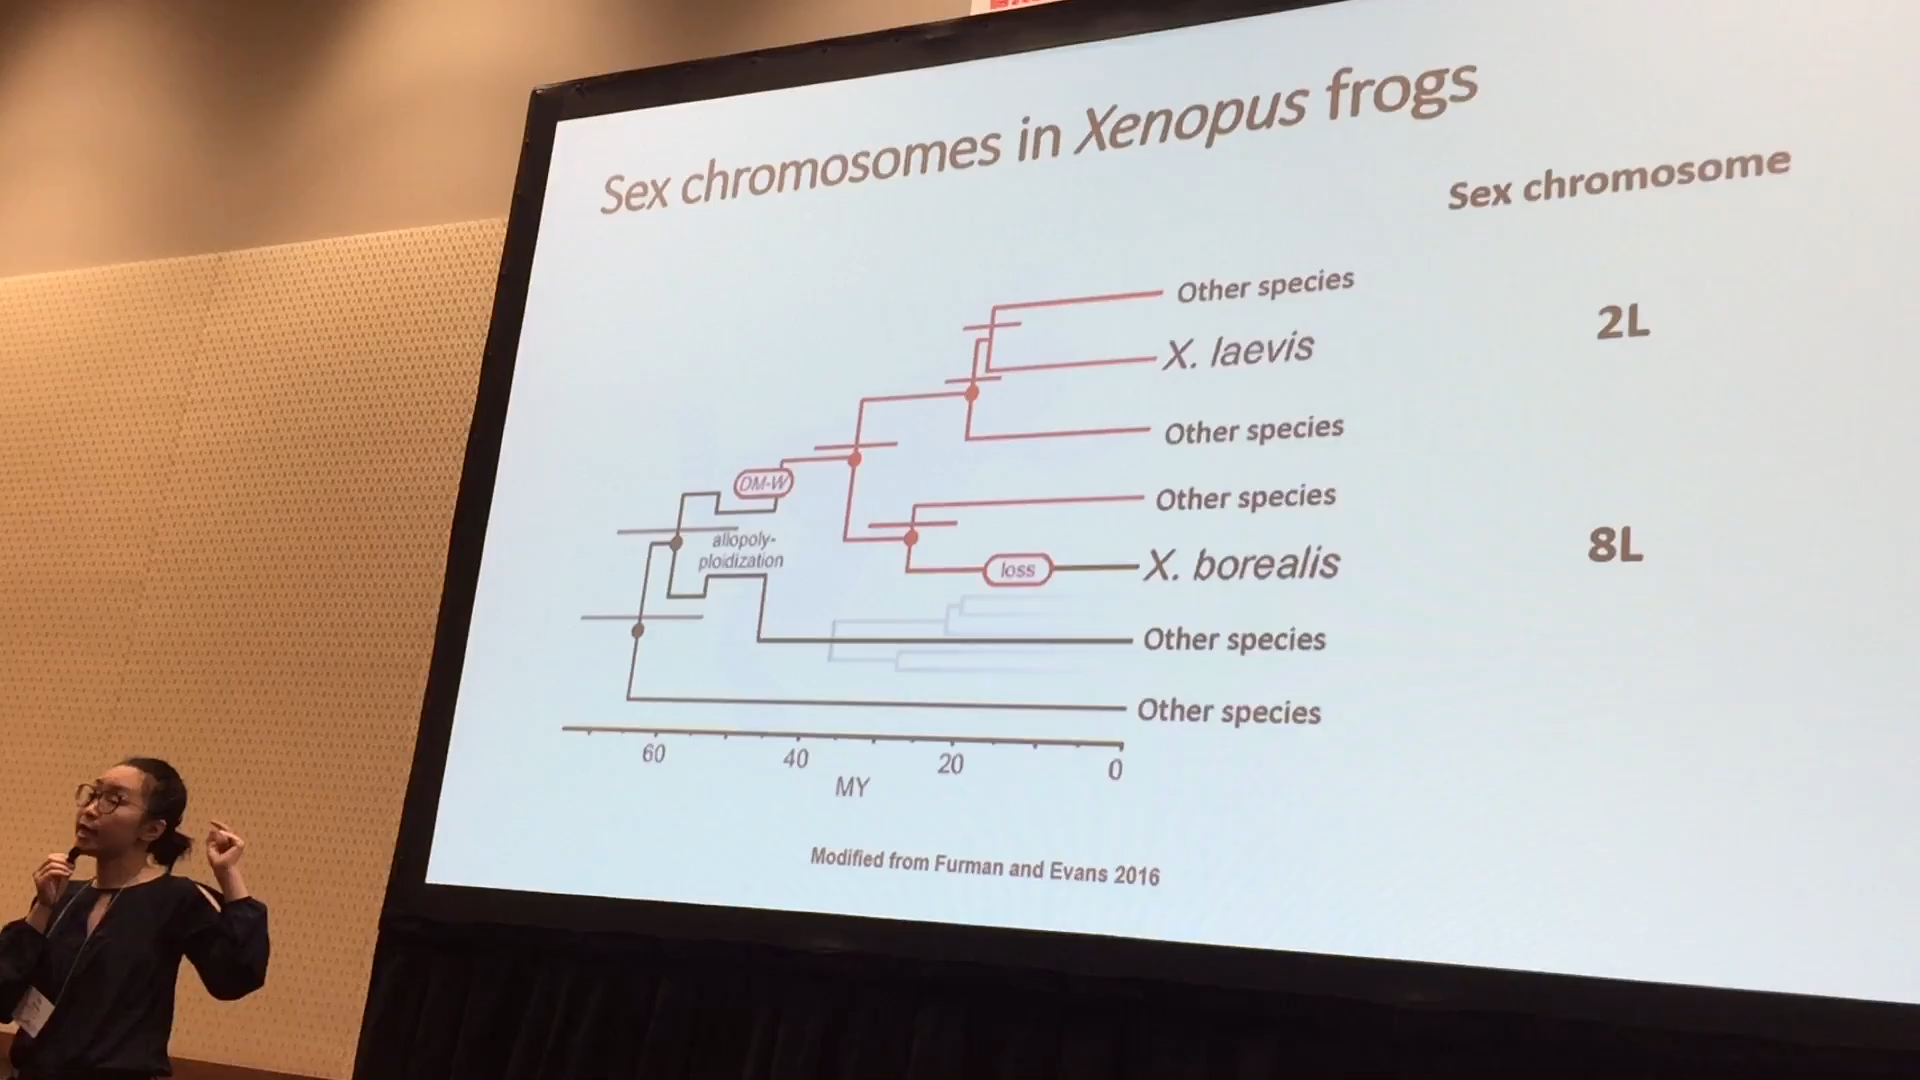 Sex chromosomes in Xenopus frogs
Sex chromosome
Other species
2L
X. laevis
Other species
DM-W
Other species
allopoly-
ploidization
loss
X. borealis
8L
Other species
Other species
60
40
20
0
MY
Modified from Furman and Evans 2016